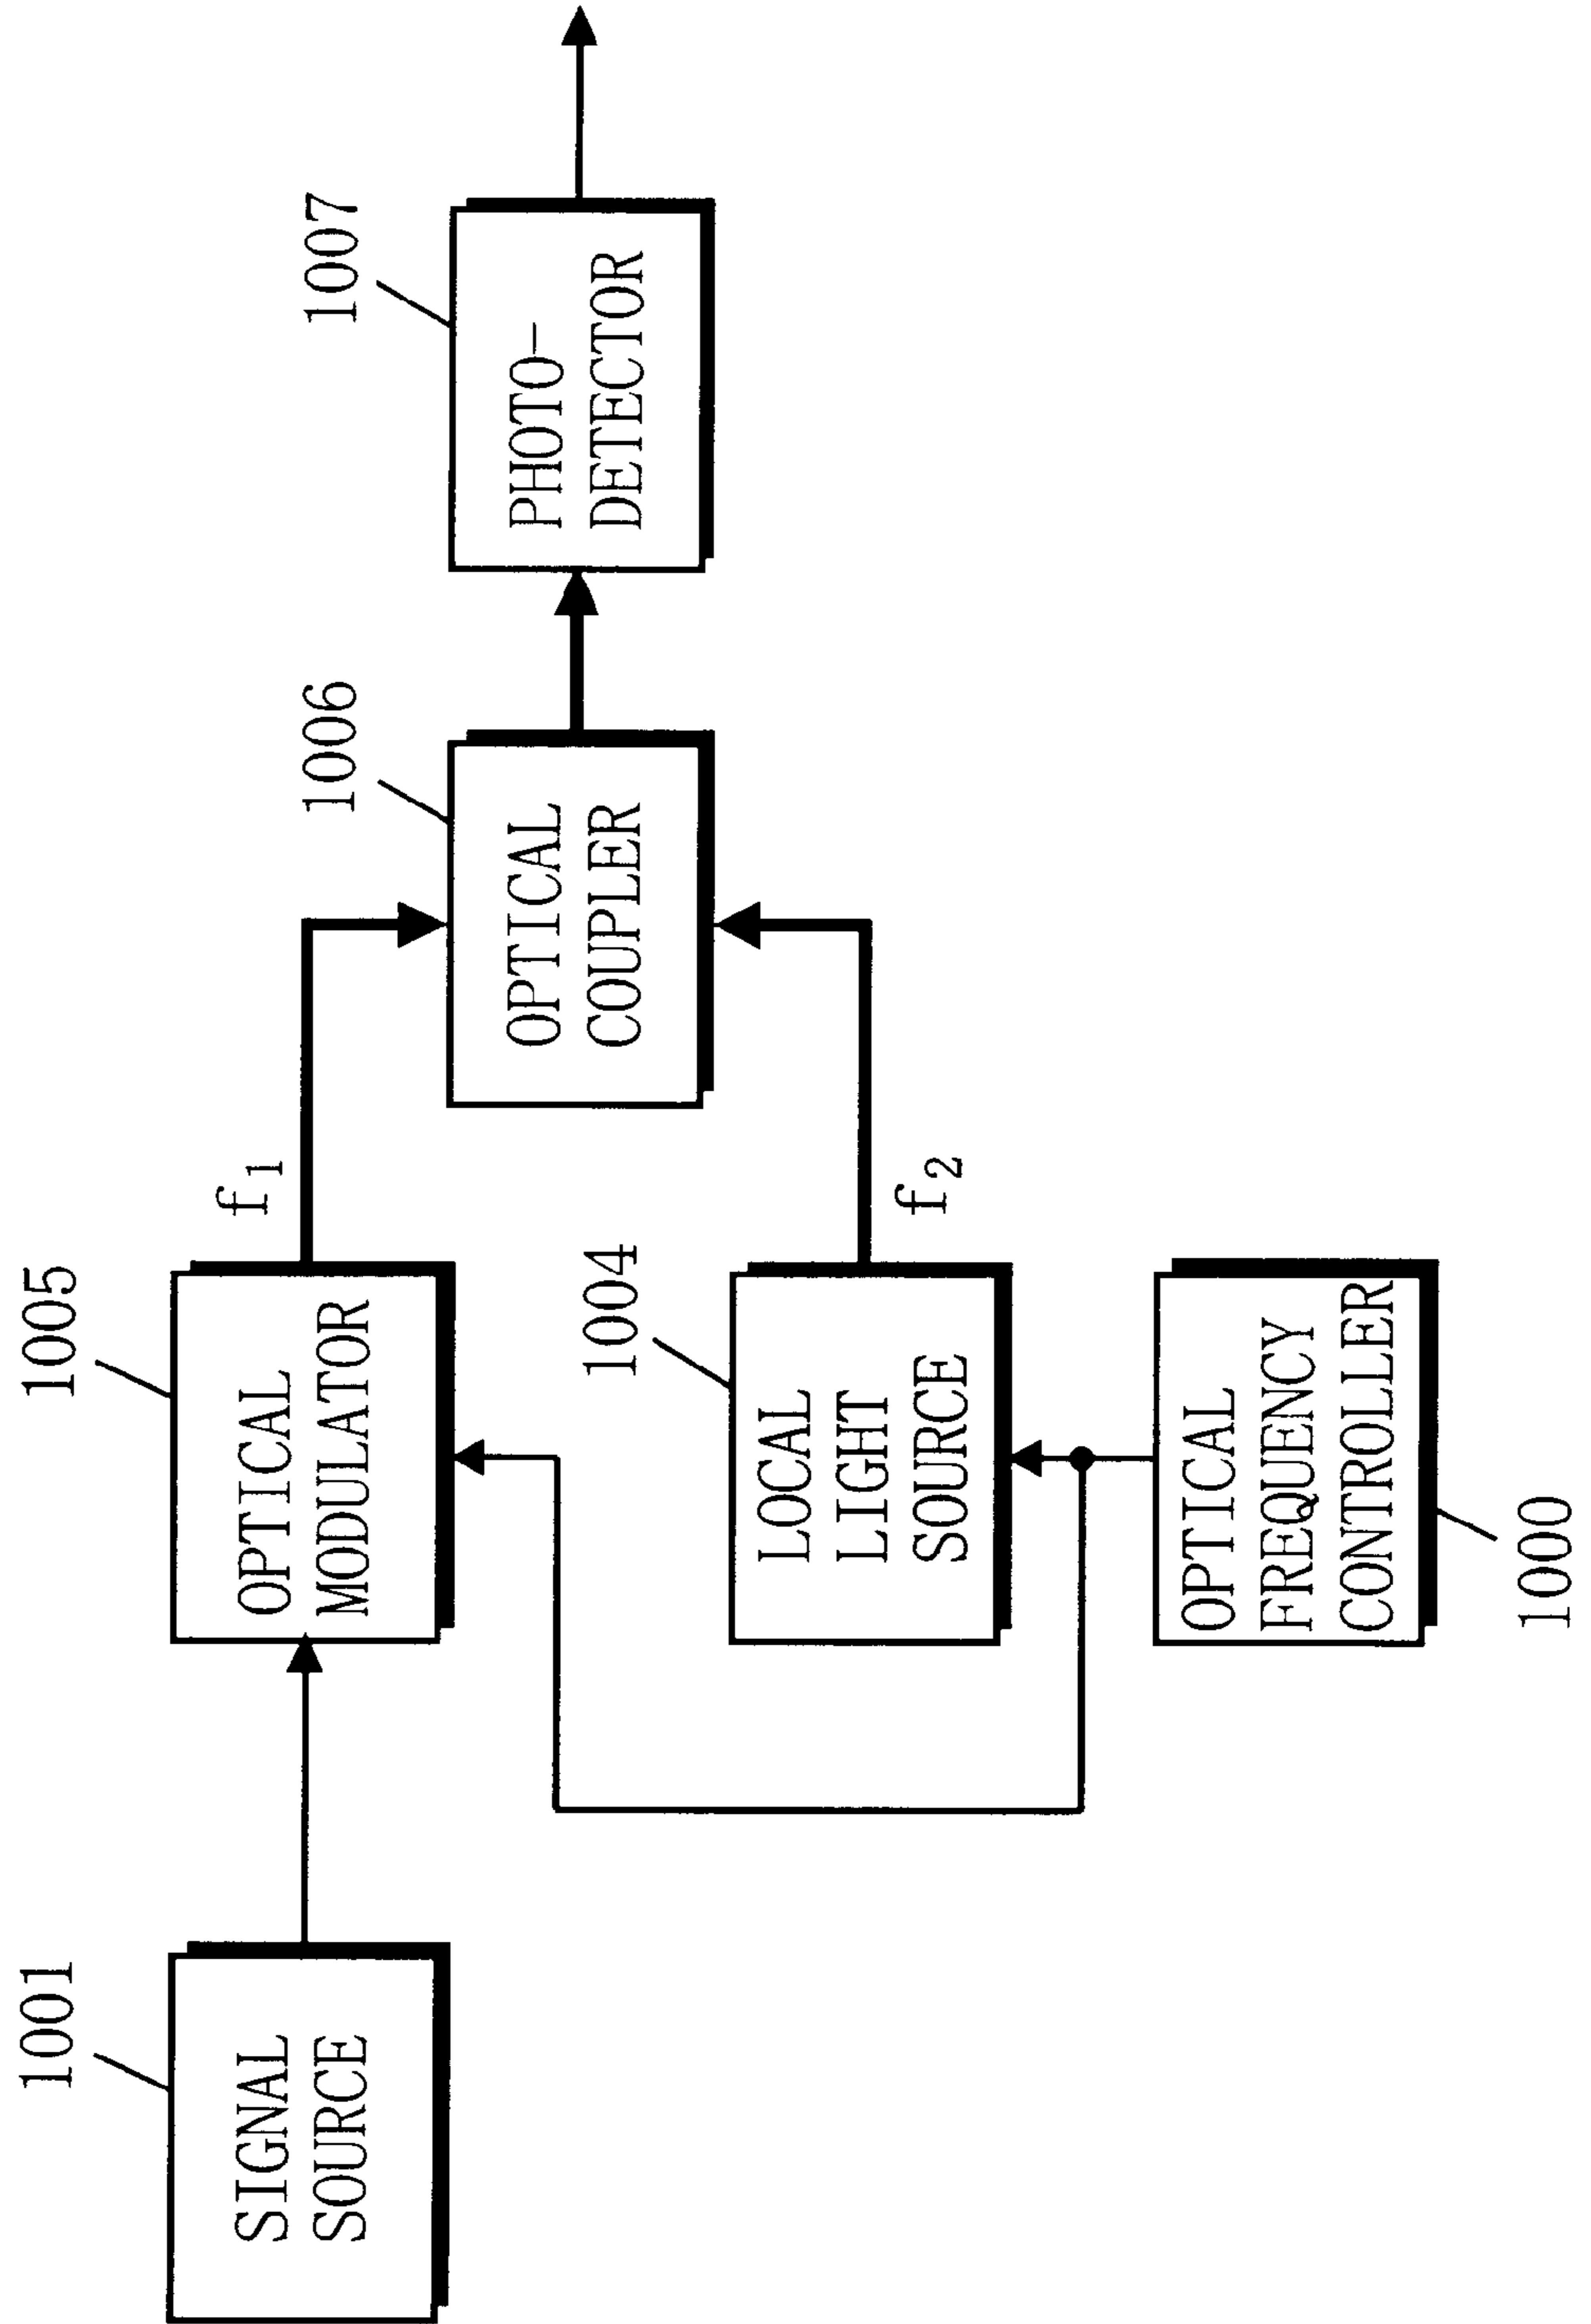 1001
SIGNAL
SOURCE
1005
OPTICAL
MODULATOR
f1
1004
LOCAL
LIGHT
SOURCE
f2
OPTICAL
FREQUENCY
CONTROLLER
1000
1006
OPTICAL
COUPLER
1007
PHOTO-
DETECTOR